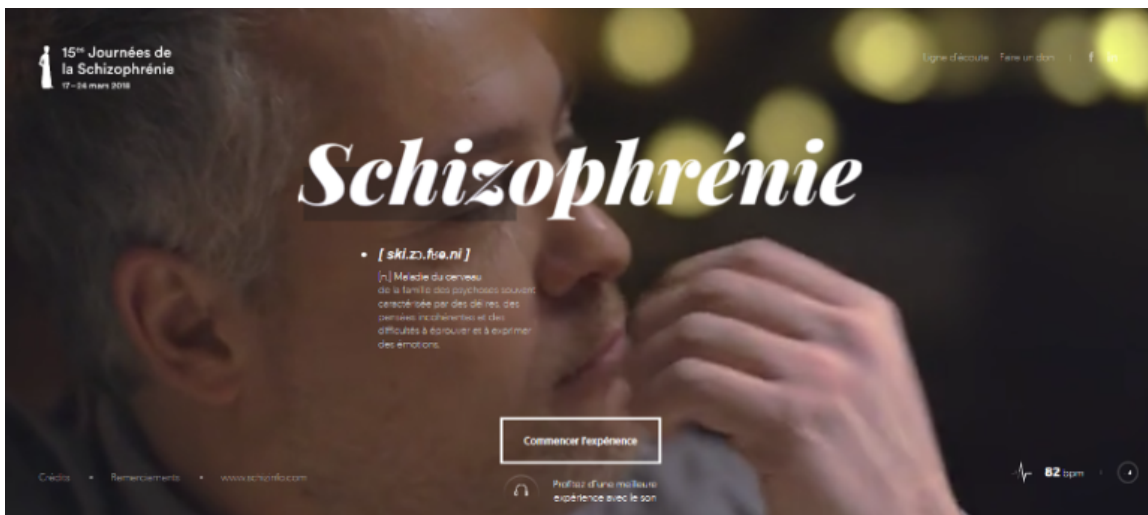 15es Journées de
la Schizophrénie
17–24 mars 2018
Ligne d'écoute Faire un don | f in
Schizophrénie
• [ ski.zɔ.fʁe.ni ]
[n.] Maladie du cerveau
de la famille des psychoses souvent
caractérisée par des délires, des
pensées incohérentes et des
difficultés à éprouver et à exprimer
des émotions.
Commencer l'expérience
Profitez d'une meilleure
expérience avec le son
Crédits • Remerciements • www.schizinfo.com
82 bpm